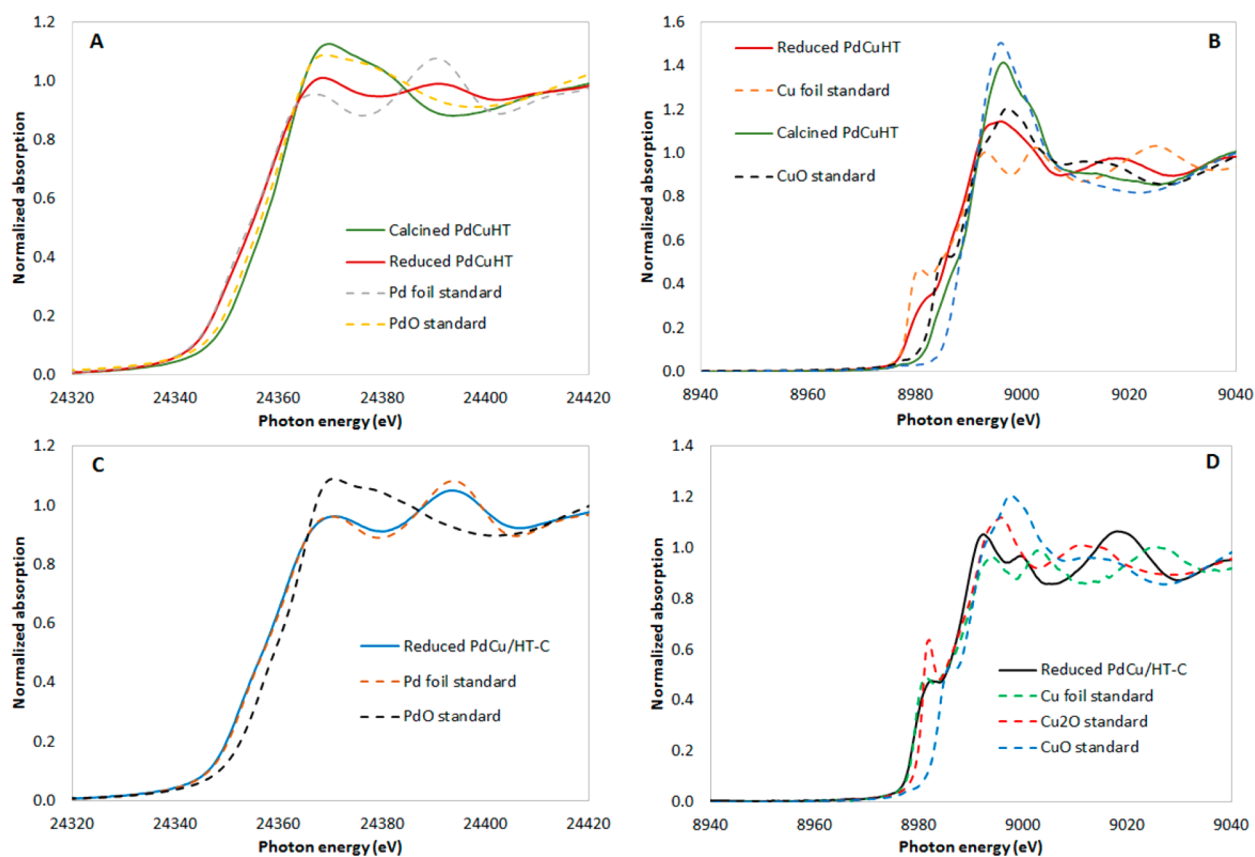 A
1.2
1.0
0.8
0.6
0.4
0.2
0.0
Normalized absorption
Calcined PdCuHT
Reduced PdCuHT
Pd foil standard
PdO standard
24320 24340 24360 24380 24400 24420
Photon energy (eV)
B
1.6
1.4
1.2
1.0
0.8
0.6
0.4
0.2
0.0
Normalized absorption
Reduced PdCuHT
Cu foil standard
Calcined PdCuHT
CuO standard
8940 8960 8980 9000 9020 9040
Photon energy (eV)
C
1.2
1.0
0.8
0.6
0.4
0.2
0.0
Normalized absorption
Reduced PdCu/HT-C
Pd foil standard
PdO standard
24320 24340 24360 24380 24400 24420
Photon energy (eV)
D
1.4
1.2
1.0
0.8
0.6
0.4
0.2
0.0
Normalized absorption
Reduced PdCu/HT-C
Cu foil standard
Cu2O standard
CuO standard
8940 8960 8980 9000 9020 9040
Photon energy (eV)